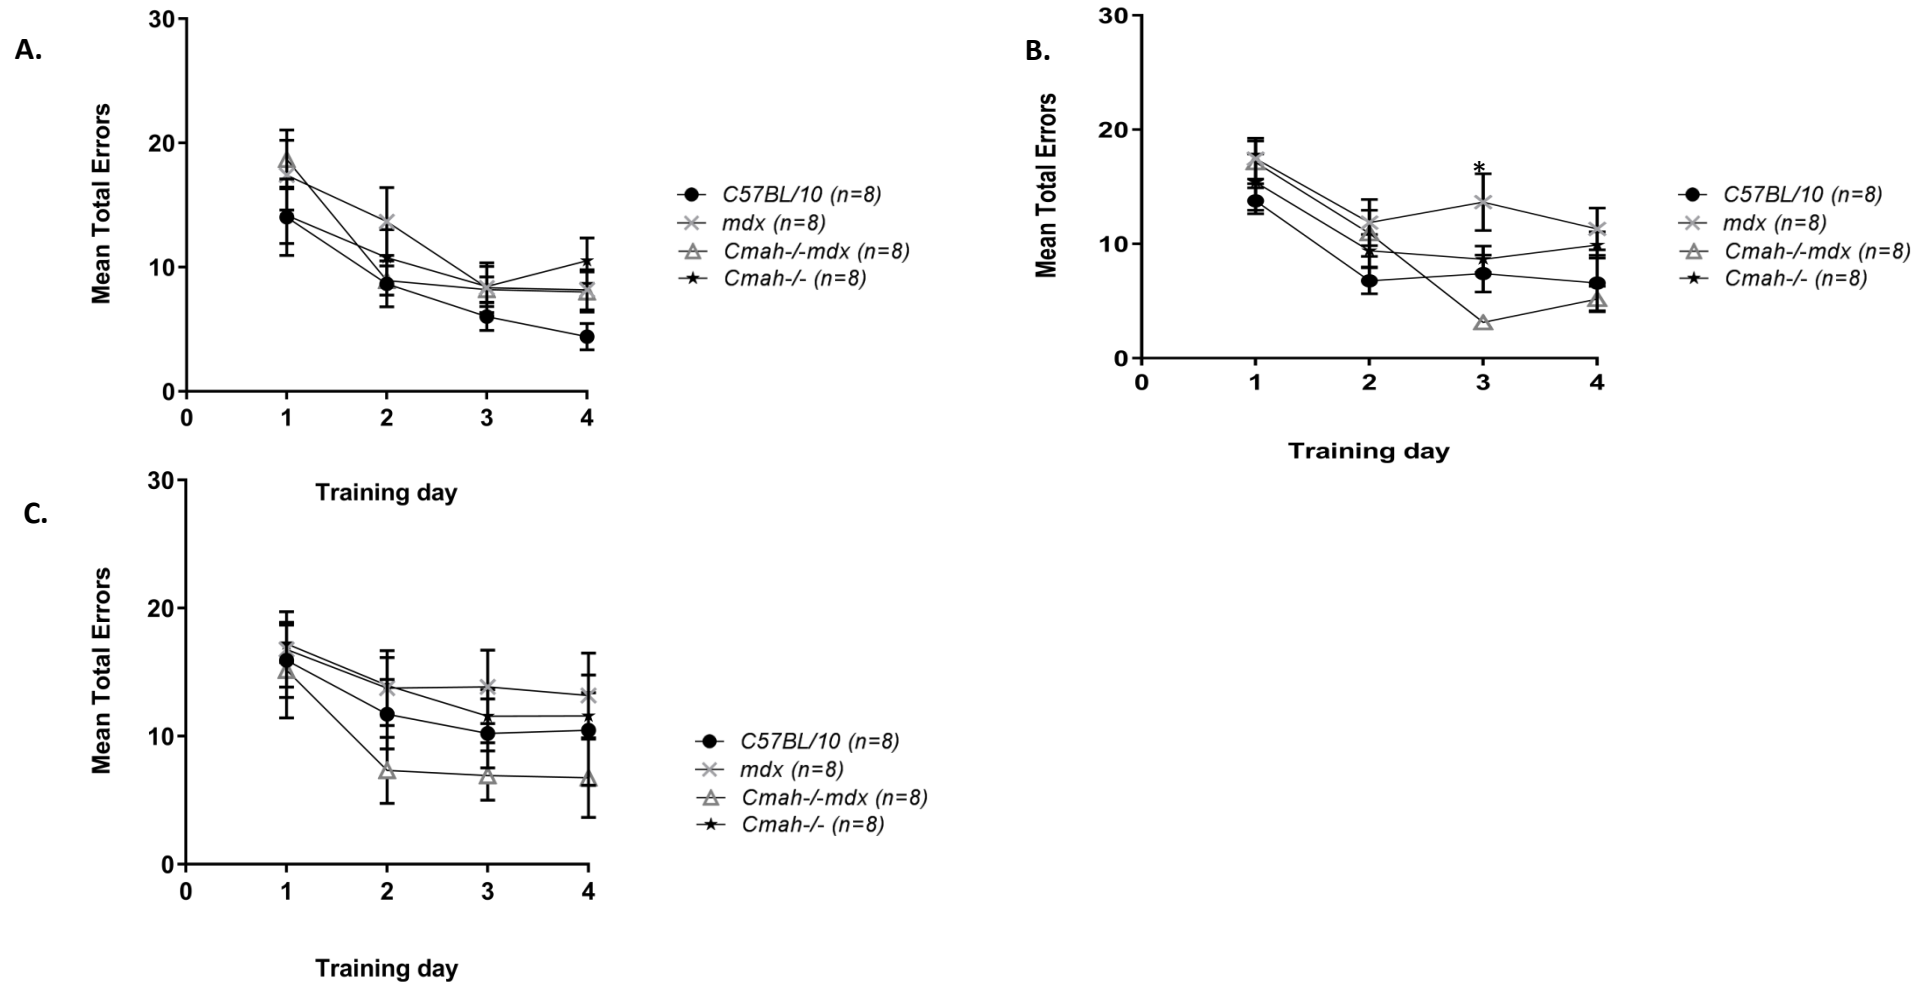 A.
Mean Total Errors
30
20
10
0
0 1 2 3 4
Training day
C57BL/10 (n=8)
mdx (n=8)
Cmah-/-mdx (n=8)
Cmah-/- (n=8)
B.
Mean Total Errors
30
20
10
0
0 1 2 3 4
*
Training day
C57BL/10 (n=8)
mdx (n=8)
Cmah-/-mdx (n=8)
Cmah-/- (n=8)
C.
Mean Total Errors
30
20
10
0
0 1 2 3 4
Training day
C57BL/10 (n=8)
mdx (n=8)
Cmah-/-mdx (n=8)
Cmah-/- (n=8)